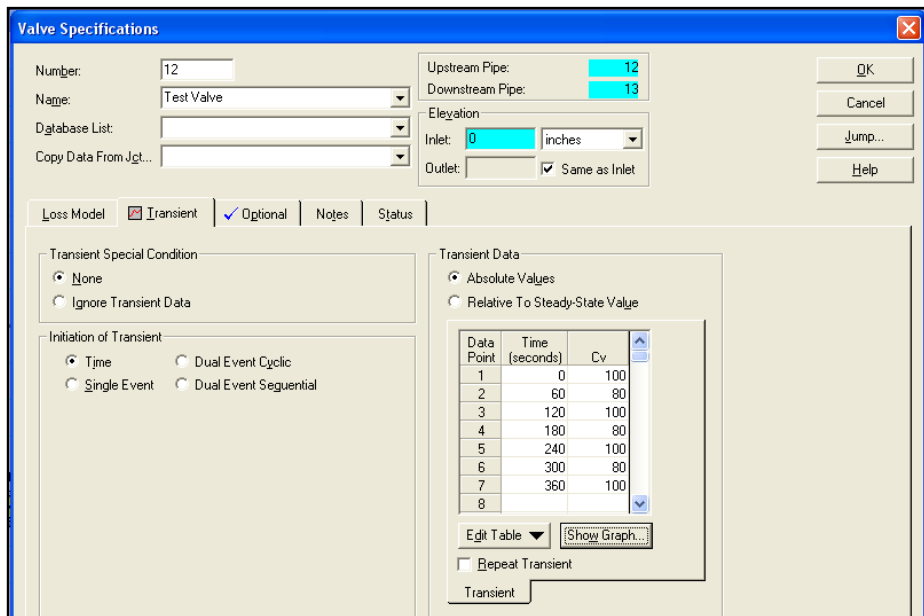 Valve Specifications
Number: 12
Name: Test Valve
Database List:
Copy Data From Jct...
Upstream Pipe: 12
Downstream Pipe: 13
Elevation
Inlet: 0 inches
Outlet: Same as Inlet
OK
Cancel
Jump...
Help
Loss Model Transient Optional Notes Status
Transient Special Condition
None
Ignore Transient Data
Initiation of Transient
Time Dual Event Cyclic
Single Event Dual Event Sequential
Transient Data
Absolute Values
Relative To Steady-State Value
Data Point Time (seconds) Cv
1 0 100
2 60 80
3 120 100
4 180 80
5 240 100
6 300 80
7 360 100
8
Edit Table Show Graph...
Repeat Transient
Transient